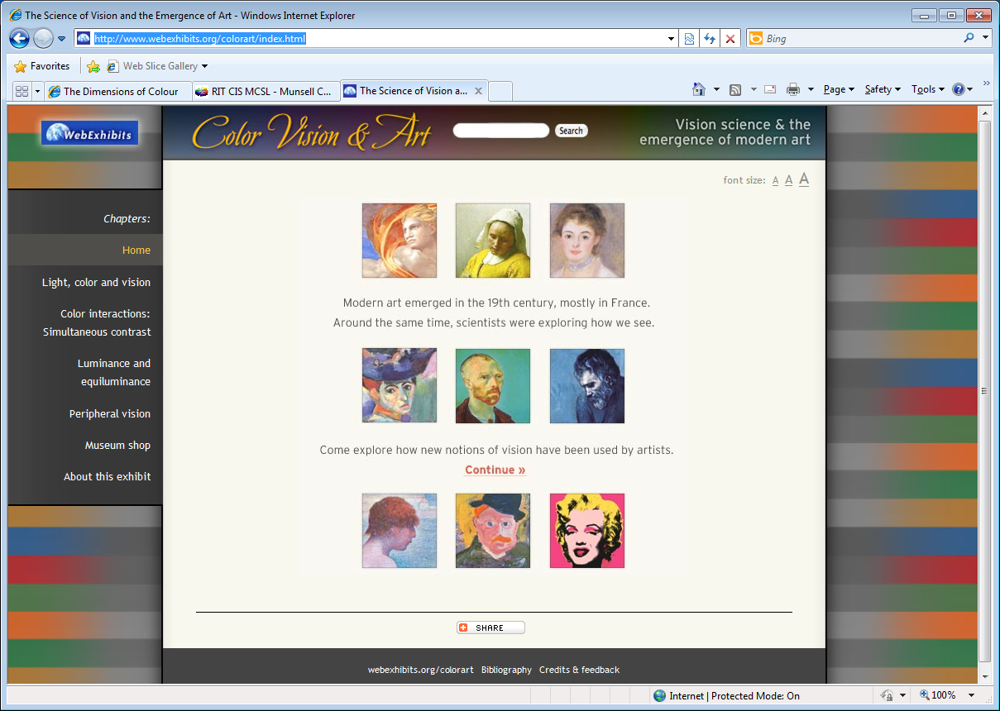 The Science of Vision and the Emergence of Art - Windows Internet Explorer
http://www.webexhibits.org/colorart/index.html
Bing
Favorites
Web Slice Gallery
The Dimensions of Colour
RIT CIS MCSL - Munsell C...
The Science of Vision a...
Page
Safety
Tools
WebExhibits
Color Vision & Art
Search
Vision science & the
emergence of modern art
font size: A A A
Chapters:
Home
Light, color and vision
Color interactions:
Simultaneous contrast
Luminance and
equiluminance
Peripheral vision
Museum shop
About this exhibit
Modern art emerged in the 19th century, mostly in France.
Around the same time, scientists were exploring how we see.
Come explore how new notions of vision have been used by artists.
Continue »
SHARE
webexhibits.org/colorart Bibliography Credits & feedback
Internet | Protected Mode: On
100%